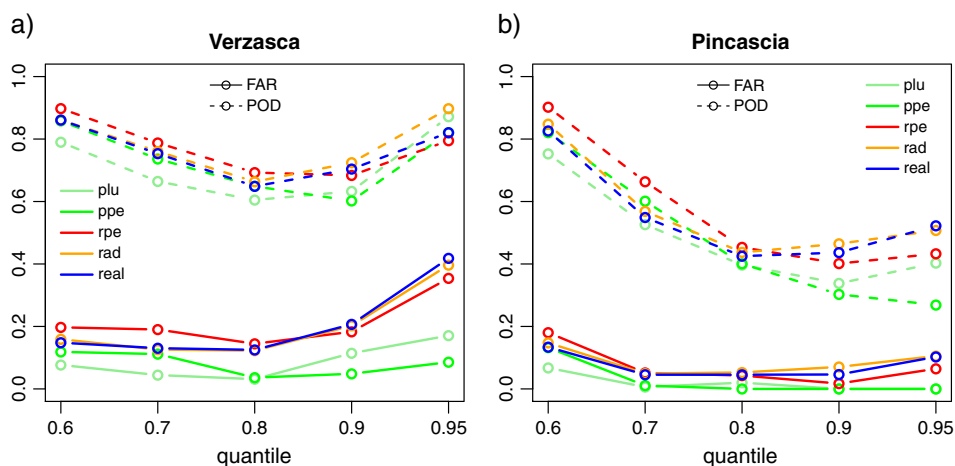 a)
Verzasca
FAR
POD
plu
ppe
rpe
rad
real
1.0
0.8
0.6
0.4
0.2
0.0
0.6 0.7 0.8 0.9 0.95
quantile
b)
Pincascia
FAR
POD
plu
ppe
rpe
rad
real
1.0
0.8
0.6
0.4
0.2
0.0
0.6 0.7 0.8 0.9 0.95
quantile